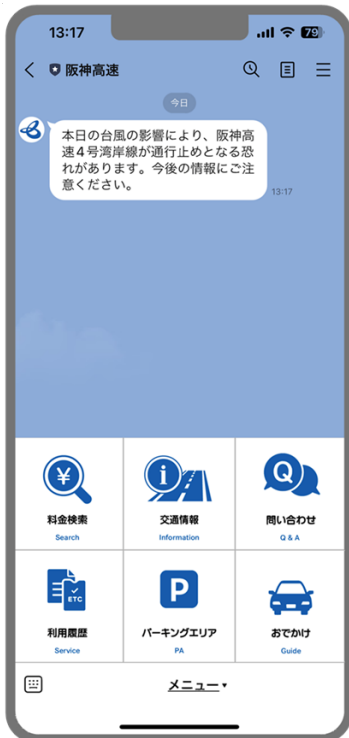 13:17
79
阪神高速
今日
本日の台風の影響により、阪神高
速4号湾岸線が通行止めとなる恐
れがあります。今後の情報にご注
意ください。
13:17
料金検索
Search
交通情報
Information
問い合わせ
Q & A
ETC
利用履歴
Service
P
パーキングエリア
PA
おでかけ
Guide
メニュー▾